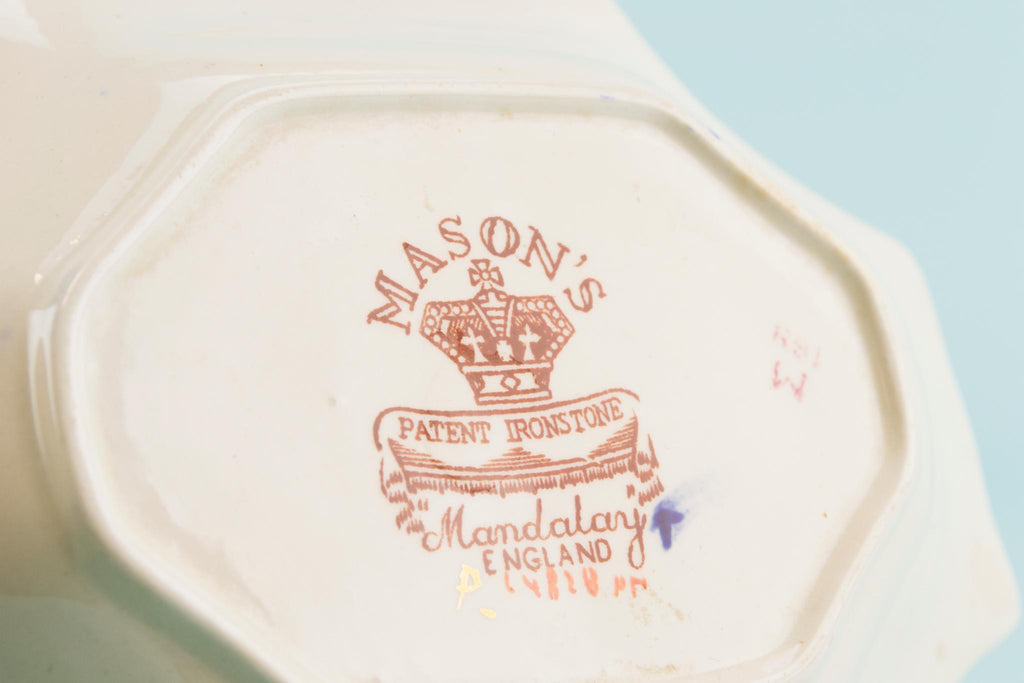 MASON'S
PATENT IRONSTONE
"Mandalay"
ENGLAND
P.